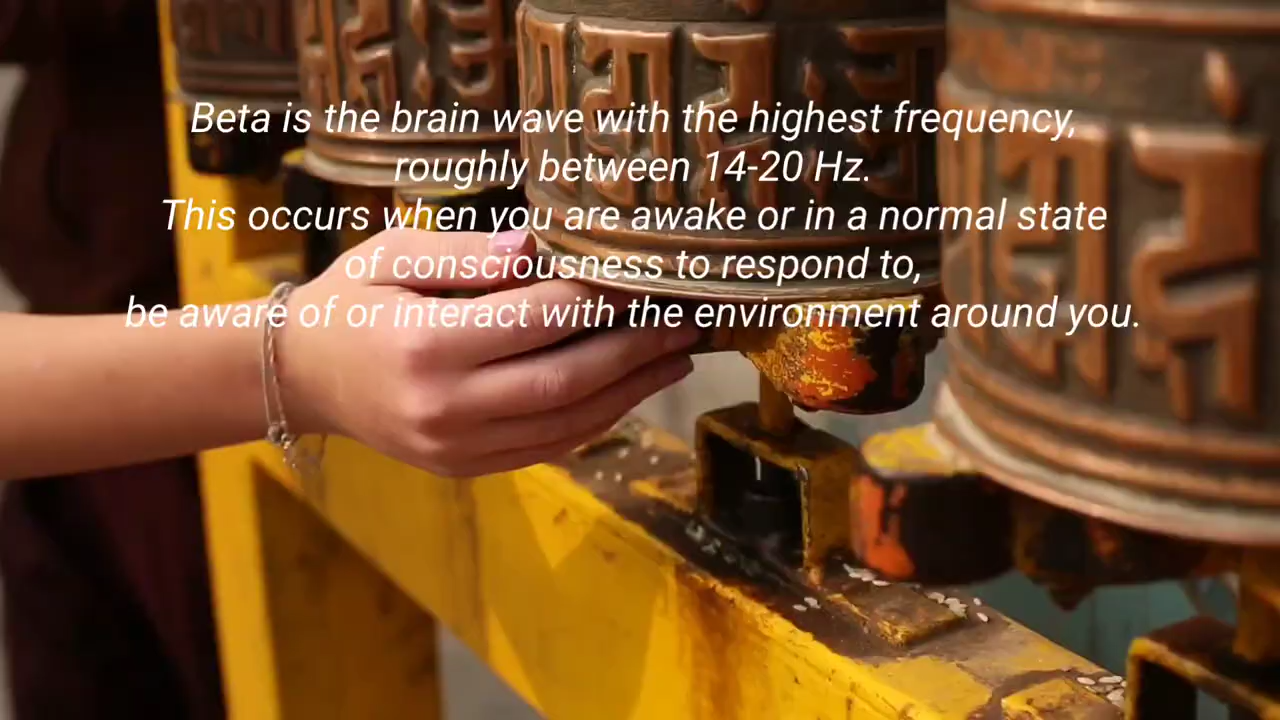 Beta is the brain wave with the highest frequency,
roughly between 14-20 Hz.
This occurs when you are awake or in a normal state
of consciousness to respond to,
be aware of or interact with the environment around you.